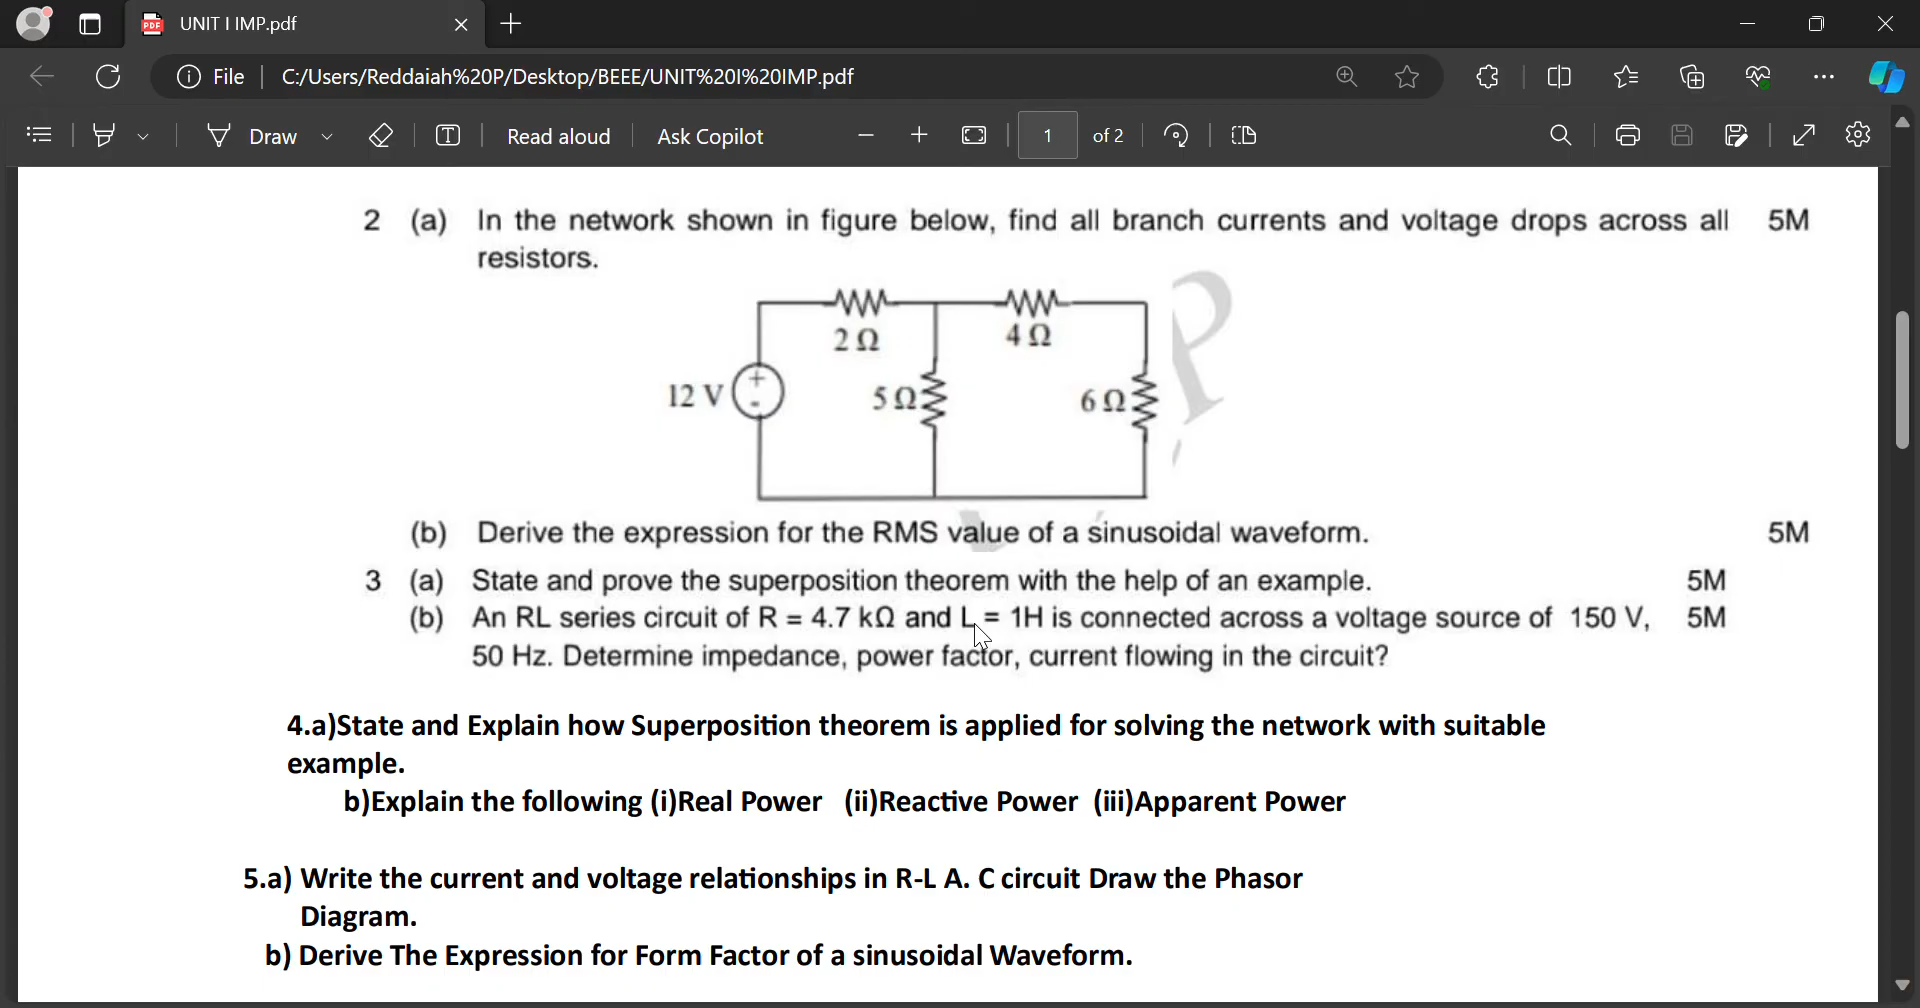 UNIT I IMP.pdf
File C:/Users/Reddaiah%20P/Desktop/BEEE/UNIT%20I%20IMP.pdf
Draw Read aloud Ask Copilot 1 of 2
2 (a) In the network shown in figure below, find all branch currents and voltage drops across all 5M
resistors.
2 Ω 4 Ω
12 V + - 5 Ω 6 Ω
(b) Derive the expression for the RMS value of a sinusoidal waveform. 5M
3 (a) State and prove the superposition theorem with the help of an example. 5M
(b) An RL series circuit of R = 4.7 kΩ and L = 1H is connected across a voltage source of 150 V, 5M
50 Hz. Determine impedance, power factor, current flowing in the circuit?
4.a)State and Explain how Superposition theorem is applied for solving the network with suitable
example.
b)Explain the following (i)Real Power (ii)Reactive Power (iii)Apparent Power
5.a) Write the current and voltage relationships in R-L A. C circuit Draw the Phasor
Diagram.
b) Derive The Expression for Form Factor of a sinusoidal Waveform.